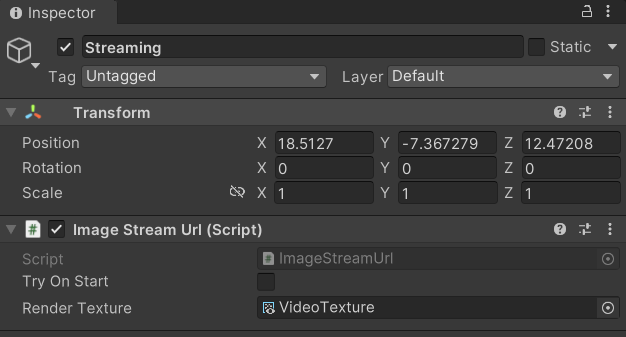 Inspector
Streaming
Static
Tag Untagged Layer Default
Transform
Position X 18.5127 Y -7.367279 Z 12.47208
Rotation X 0 Y 0 Z 0
Scale X 1 Y 1 Z 1
# Image Stream Url (Script)
Script # ImageStreamUrl
Try On Start
Render Texture VideoTexture